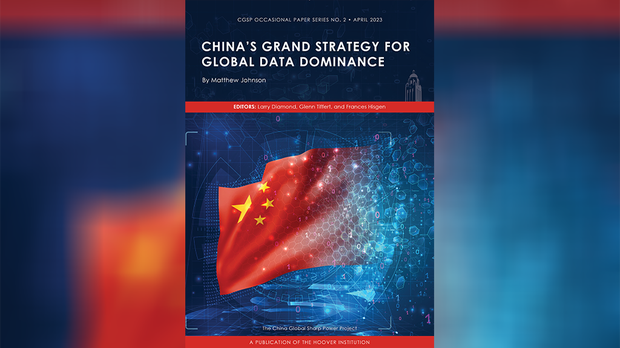 CGSP OCCASIONAL PAPER SERIES NO. 2 • APRIL 2023
CHINA'S GRAND STRATEGY FOR
GLOBAL DATA DOMINANCE
By Matthew Johnson
EDITORS: Larry Diamond, Glenn Tiffert, and Frances Hisgen
The China Global Sharp Power Project
A PUBLICATION OF THE HOOVER INSTITUTION